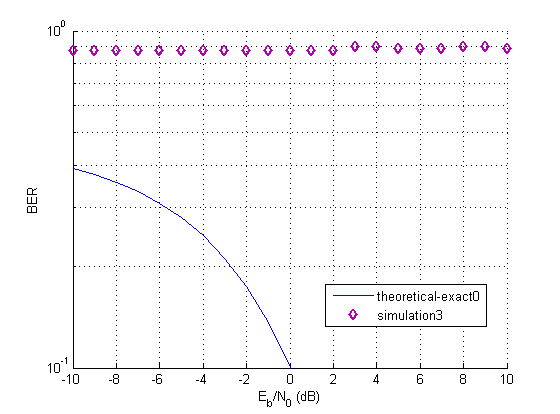 10^0
BER
10^-1
-10 -8 -6 -4 -2 0 2 4 6 8 10
E_b/N_0 (dB)
theoretical-exact0
simulation3